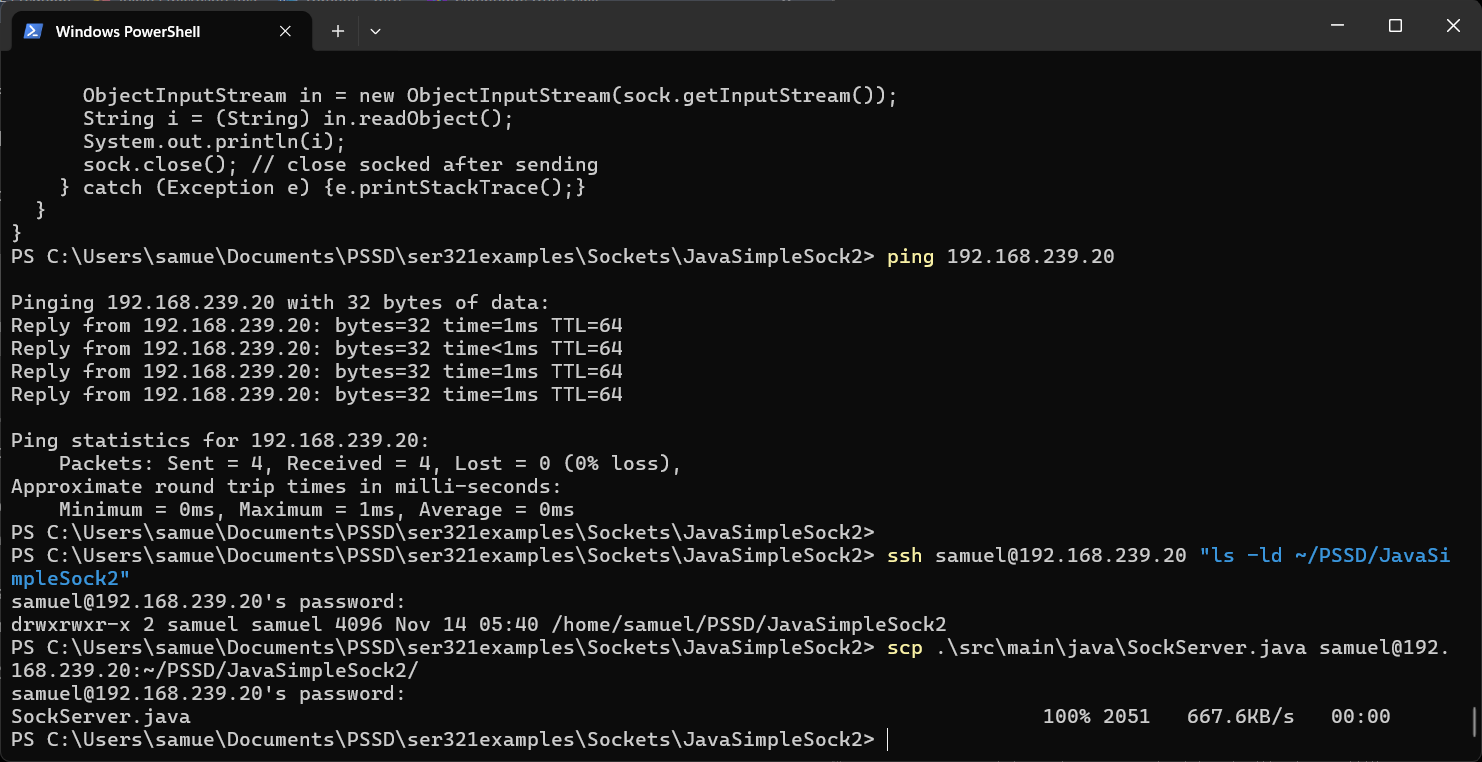 Windows PowerShell
ObjectInputStream in = new ObjectInputStream(sock.getInputStream());
String i = (String) in.readObject();
System.out.println(i);
sock.close(); // close socked after sending
} catch (Exception e) {e.printStackTrace();}
}
}
PS C:\Users\samue\Documents\PSSD\ser321examples\Sockets\JavaSimpleSock2> ping 192.168.239.20
Pinging 192.168.239.20 with 32 bytes of data:
Reply from 192.168.239.20: bytes=32 time=1ms TTL=64
Reply from 192.168.239.20: bytes=32 time<1ms TTL=64
Reply from 192.168.239.20: bytes=32 time=1ms TTL=64
Reply from 192.168.239.20: bytes=32 time=1ms TTL=64
Ping statistics for 192.168.239.20:
Packets: Sent = 4, Received = 4, Lost = 0 (0% loss),
Approximate round trip times in milli-seconds:
Minimum = 0ms, Maximum = 1ms, Average = 0ms
PS C:\Users\samue\Documents\PSSD\ser321examples\Sockets\JavaSimpleSock2>
PS C:\Users\samue\Documents\PSSD\ser321examples\Sockets\JavaSimpleSock2> ssh samuel@192.168.239.20 "ls -ld ~/PSSD/JavaSi
mpleSock2"
samuel@192.168.239.20's password:
drwxrwxr-x 2 samuel samuel 4096 Nov 14 05:40 /home/samuel/PSSD/JavaSimpleSock2
PS C:\Users\samue\Documents\PSSD\ser321examples\Sockets\JavaSimpleSock2> scp .\src\main\java\SockServer.java samuel@192.
168.239.20:~/PSSD/JavaSimpleSock2/
samuel@192.168.239.20's password:
SockServer.java 100% 2051 667.6KB/s 00:00
PS C:\Users\samue\Documents\PSSD\ser321examples\Sockets\JavaSimpleSock2>